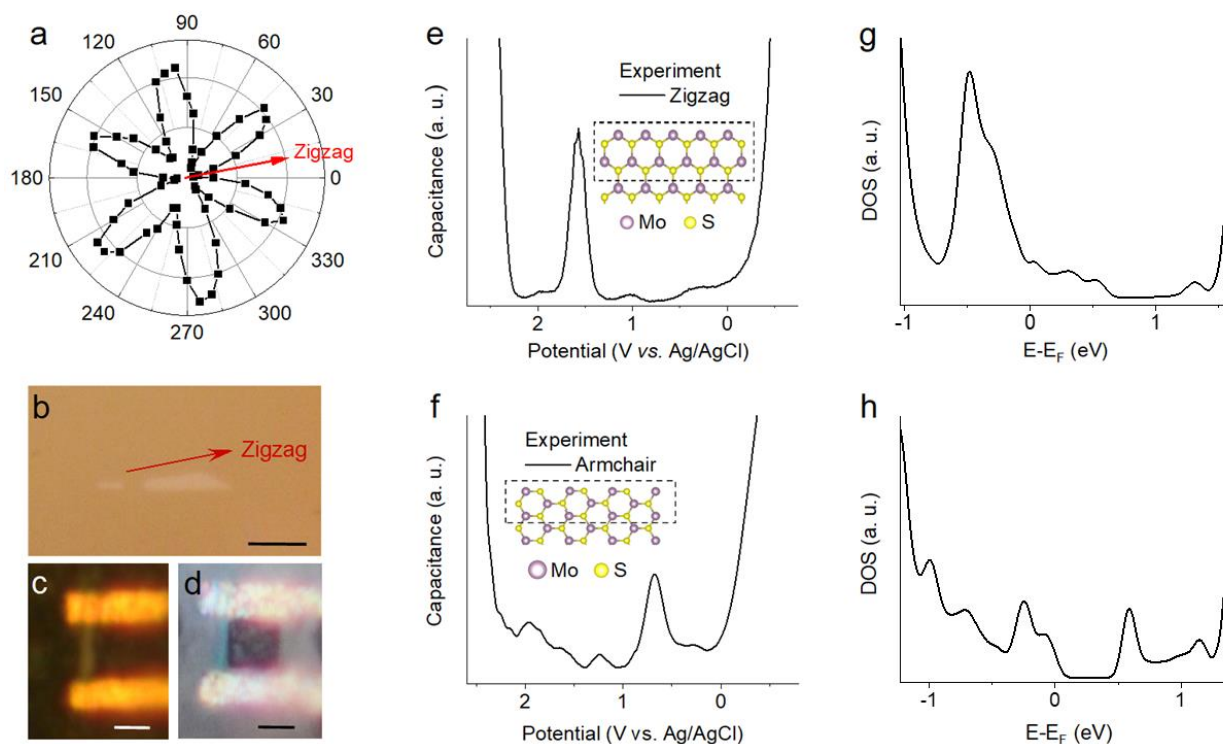 a
90
120
60
150
30
Zigzag
180
0
210
330
240
300
270
b
Zigzag
c
d
e
Experiment
Zigzag
Mo
S
Capacitance (a. u.)
2
1
0
Potential (V vs. Ag/AgCl)
f
Experiment
Armchair
Mo
S
Capacitance (a. u.)
2
1
0
Potential (V vs. Ag/AgCl)
g
DOS (a. u.)
-1
0
1
E-EF (eV)
h
DOS (a. u.)
-1
0
1
E-EF (eV)